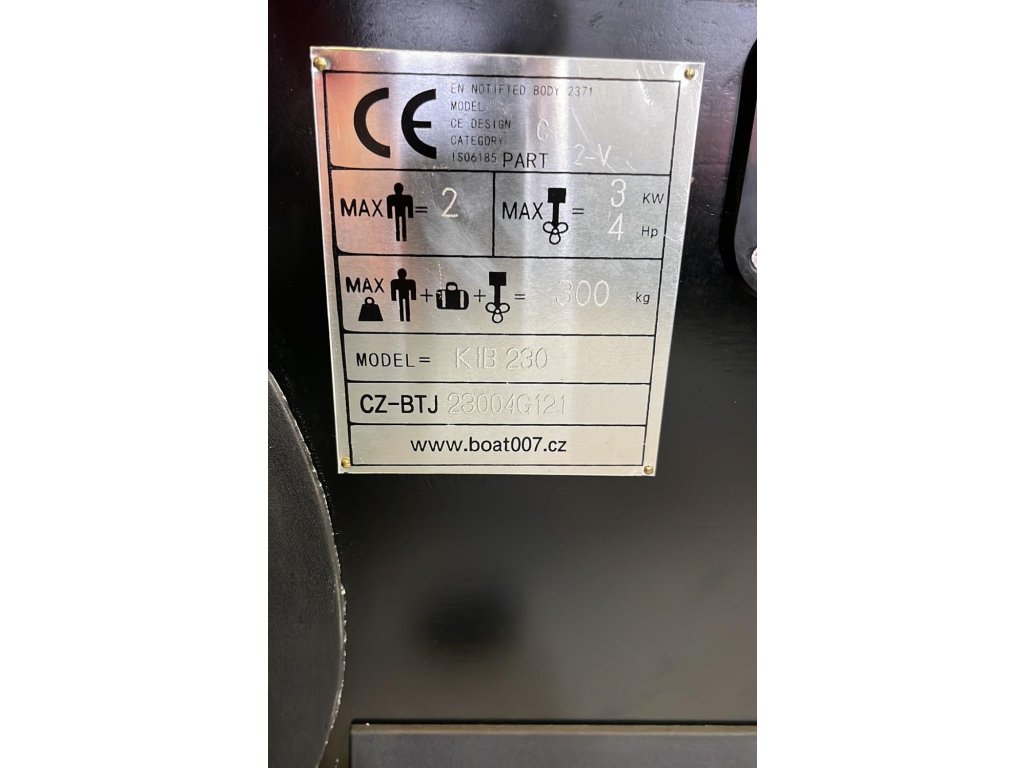 CE
EN NOTIFIED BODY 2371
MODEL
CE DESIGN C
CATEGORY
ISO6185 PART 2-V
MAX = 2
MAX = 3 KW
4 Hp
MAX + + = 300 kg
MODEL= KIB 230
CZ-BTJ 23004G121
www.boat007.cz